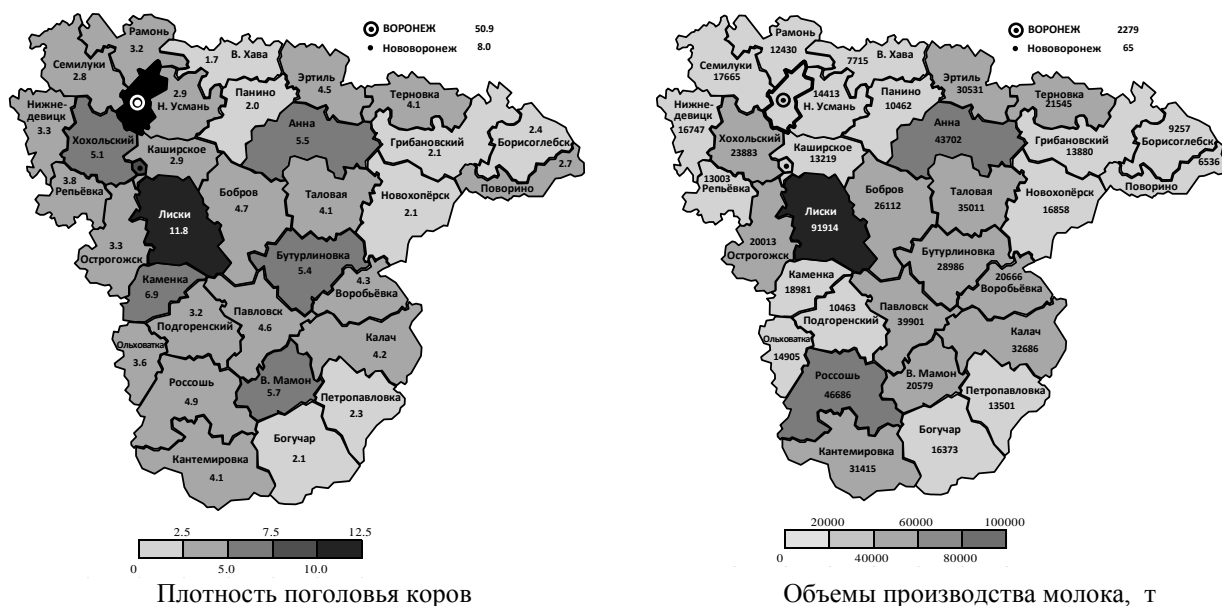 ВОРОНЕЖ 50.9
Нововоронеж 8.0
Рамонь
3.2
Семилуки
2.8
1.7 В. Хава
2.9
Н. Усмань
Панино
2.0
Эртиль
4.5
Терновка
4.1
Нижне-
девицк
3.3
Хохольский
5.1
Каширское
2.9
Анна
5.5
Грибановский
2.1
2.4
Борисоглебск
2.7
Поворино
3.8
Репьёвка
Лиски
11.8
Бобров
4.7
Таловая
4.1
Новохопёрск
2.1
3.3
Острогожск
Бутурлиновка
5.4
4.3
Воробьёвка
Каменка
6.9
3.2
Подгоренский
Павловск
4.6
Калач
4.2
Ольховатка
3.6
Россошь
4.9
В. Мамон
5.7
Петропавловка
2.3
Богучар
2.1
Кантемировка
4.1
2.5 7.5 12.5
0 5.0 10.0
Плотность поголовья коров
ВОРОНЕЖ 2279
Нововоронеж 65
Рамонь
12430
Семилуки
17665
В. Хава
7715
14413
Н. Усмань
Панино
10462
Эртиль
30531
Терновка
21545
Нижне-
девицк
16747
Хохольский
23883
Каширское
13219
Анна
43702
Грибановский
13880
9257
Борисоглебск
6536
Поворино
13003
Репьёвка
Лиски
91914
Бобров
26112
Таловая
35011
Новохопёрск
16858
20013
Острогожск
Бутурлиновка
28986
20666
Воробьёвка
Каменка
18981
10463
Подгоренский
Павловск
39901
Калач
32686
Ольховатка
14905
Россошь
46686
В. Мамон
20579
Петропавловка
13501
Богучар
16373
Кантемировка
31415
20000 60000 100000
0 40000 80000
Объемы производства молока, т